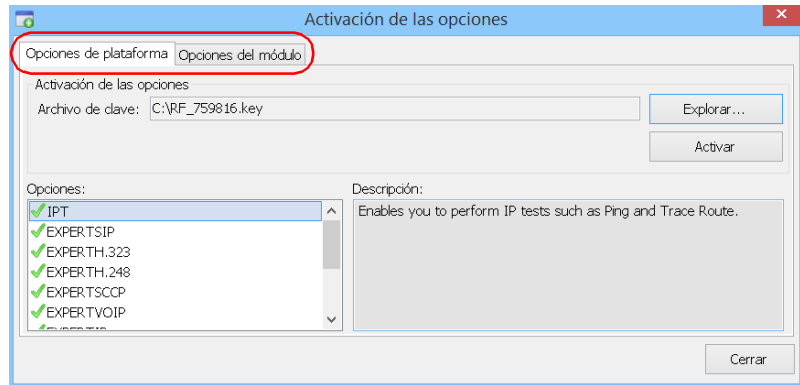 Activación de las opciones
Opciones de plataforma Opciones del módulo
Activación de las opciones
Archivo de clave: C:\RF_759816.key Explorar...
Activar
Opciones: Descripción:
IPT Enables you to perform IP tests such as Ping and Trace Route.
EXPERTSIP
EXPERTH.323
EXPERTH.248
EXPERTSCCP
EXPERTVOIP
Cerrar